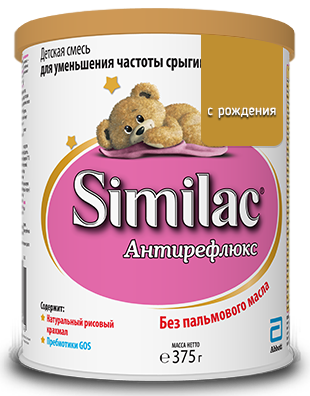 Детская смесь
для уменьшения частоты
с рождения
Similac®
Антирефлюкс
Содержит:
Натуральный рисовый
крахмал
Пребиотики GOS
Без пальмового масла
МАССА НЕТТО
℮375 г
Abbott